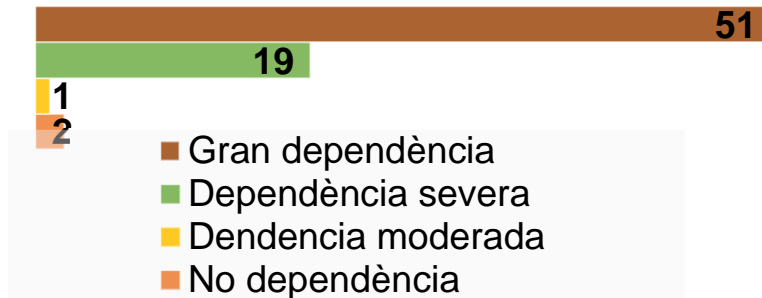 51
19
1
2
Gran dependència
Dependència severa
Dendencia moderada
No dependència